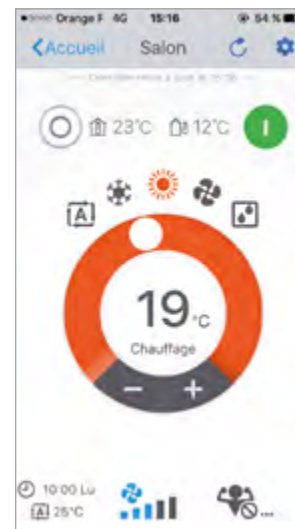 Orange F 4G 15:16 54 %
Accueil Salon
23°C 12°C
A
19°C
Chauffage
− +
10:00 Lu
A 25°C
...